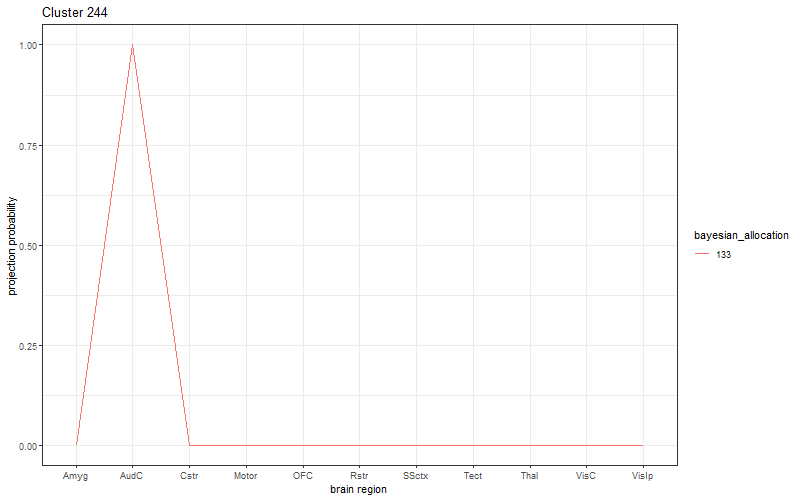 Cluster 244
1.00
0.75
0.50
0.25
0.00
projection probability
Amyg AudC Cstr Motor OFC Rstr SSctx Tect Thal VisC VisIp
brain region
bayesian_allocation
133